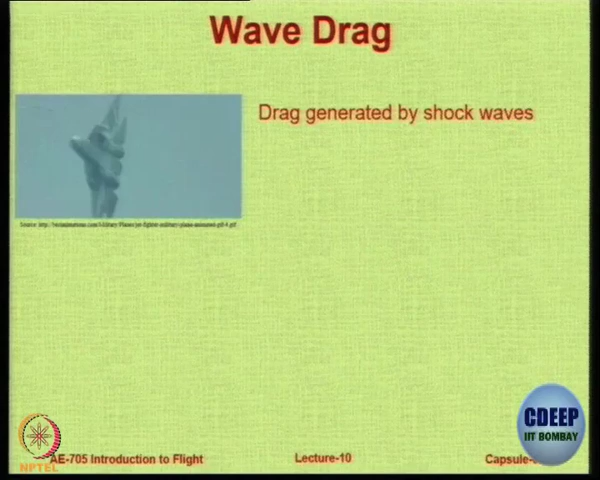 Wave Drag
Drag generated by shock waves
CDEEP
IIT BOMBAY
NPTEL
AE-705 Introduction to Flight
Lecture-10